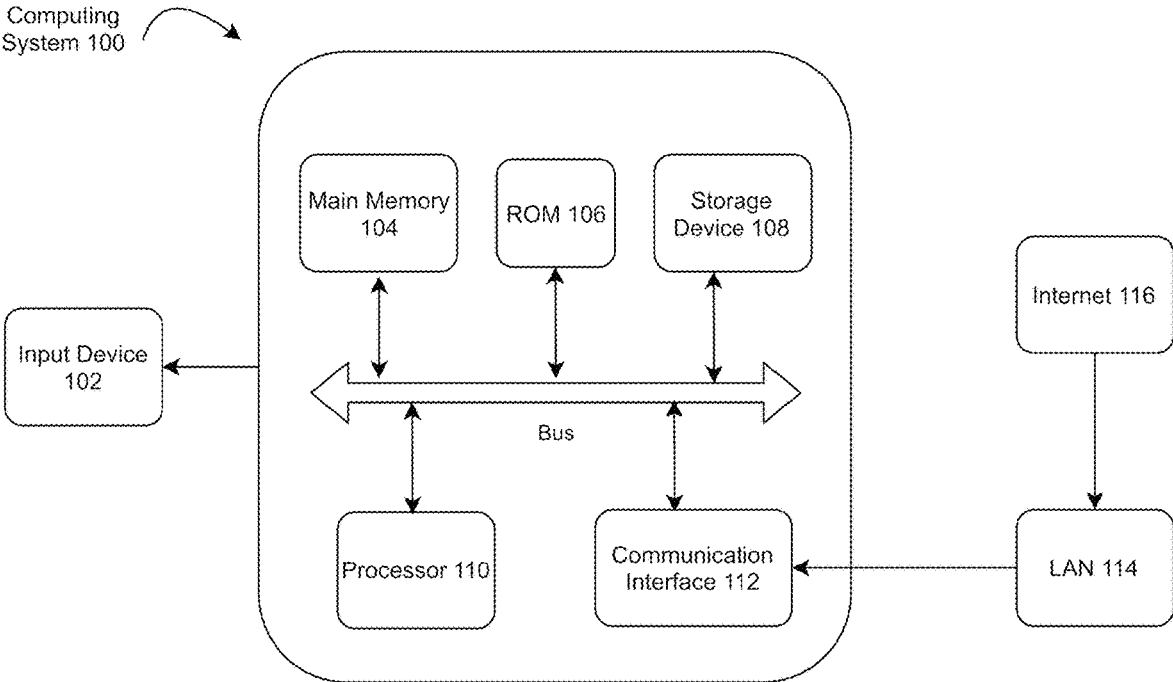 Computing
System 100
Main Memory
104
ROM 106
Storage
Device 108
Internet 116
Input Device
102
Bus
Processor 110
Communication
Interface 112
LAN 114